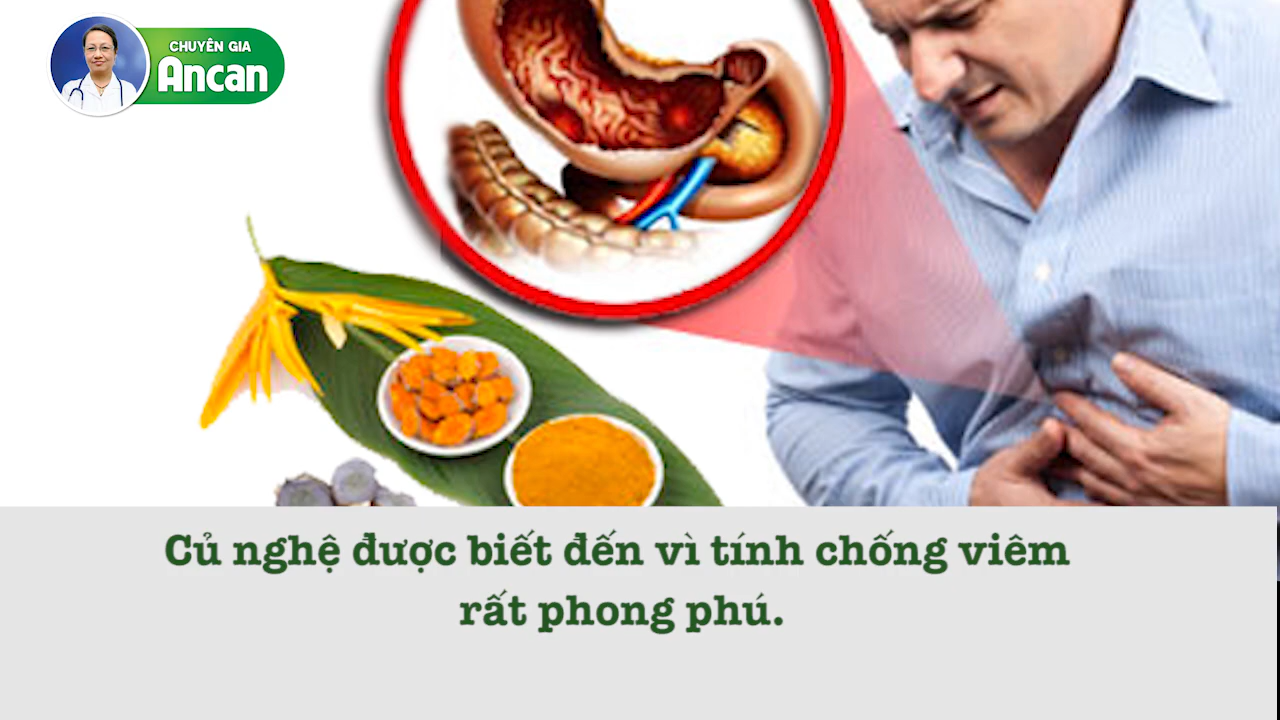 CHUYÊN GIA
Ancan
Củ nghệ được biết đến vì tính chống viêm
rất phong phú.